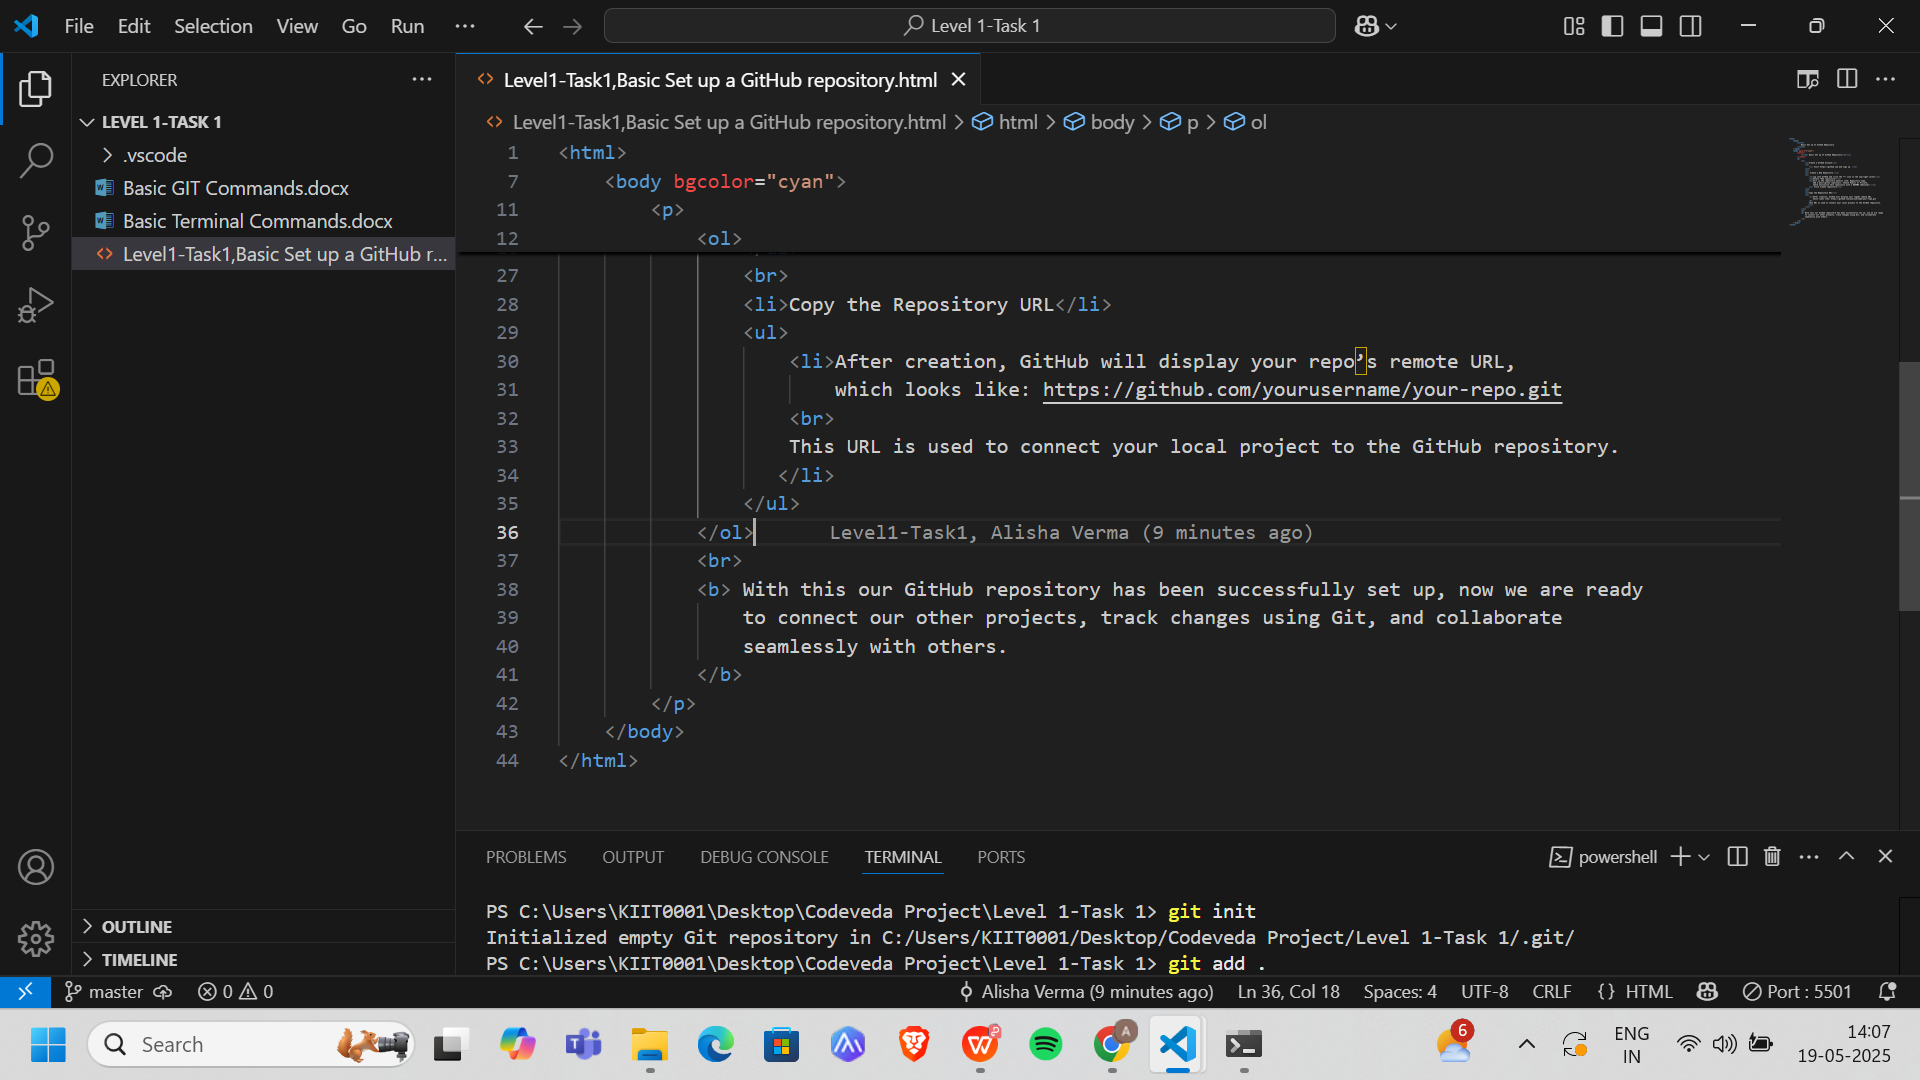 File Edit Selection View Go Run ···
Level 1-Task 1
EXPLORER
LEVEL 1-TASK 1
.vscode
Basic GIT Commands.docx
Basic Terminal Commands.docx
Level1-Task1,Basic Set up a GitHub r...
OUTLINE
TIMELINE
Level1-Task1,Basic Set up a GitHub repository.html
Level1-Task1,Basic Set up a GitHub repository.html > html > body > p > ol
1 <html>
7 <body bgcolor="cyan">
11 <p>
12 <ol>
27 <br>
28 <li>Copy the Repository URL</li>
29 <ul>
30 <li>After creation, GitHub will display your repo’s remote URL,
31 which looks like: https://github.com/yourusername/your-repo.git
32 <br>
33 This URL is used to connect your local project to the GitHub repository.
34 </li>
35 </ul>
36 </ol> Level1-Task1, Alisha Verma (9 minutes ago)
37 <br>
38 <b> With this our GitHub repository has been successfully set up, now we are ready
39 to connect our other projects, track changes using Git, and collaborate
40 seamlessly with others.
41 </b>
42 </p>
43 </body>
44 </html>
PROBLEMS OUTPUT DEBUG CONSOLE TERMINAL PORTS powershell
PS C:\Users\KIIT0001\Desktop\Codeveda Project\Level 1-Task 1> git init
Initialized empty Git repository in C:/Users/KIIT0001/Desktop/Codeveda Project/Level 1-Task 1/.git/
PS C:\Users\KIIT0001\Desktop\Codeveda Project\Level 1-Task 1> git add .
master 0 0 Alisha Verma (9 minutes ago) Ln 36, Col 18 Spaces: 4 UTF-8 CRLF {} HTML Port : 5501
Search
A
6
ENG
IN
14:07
19-05-2025